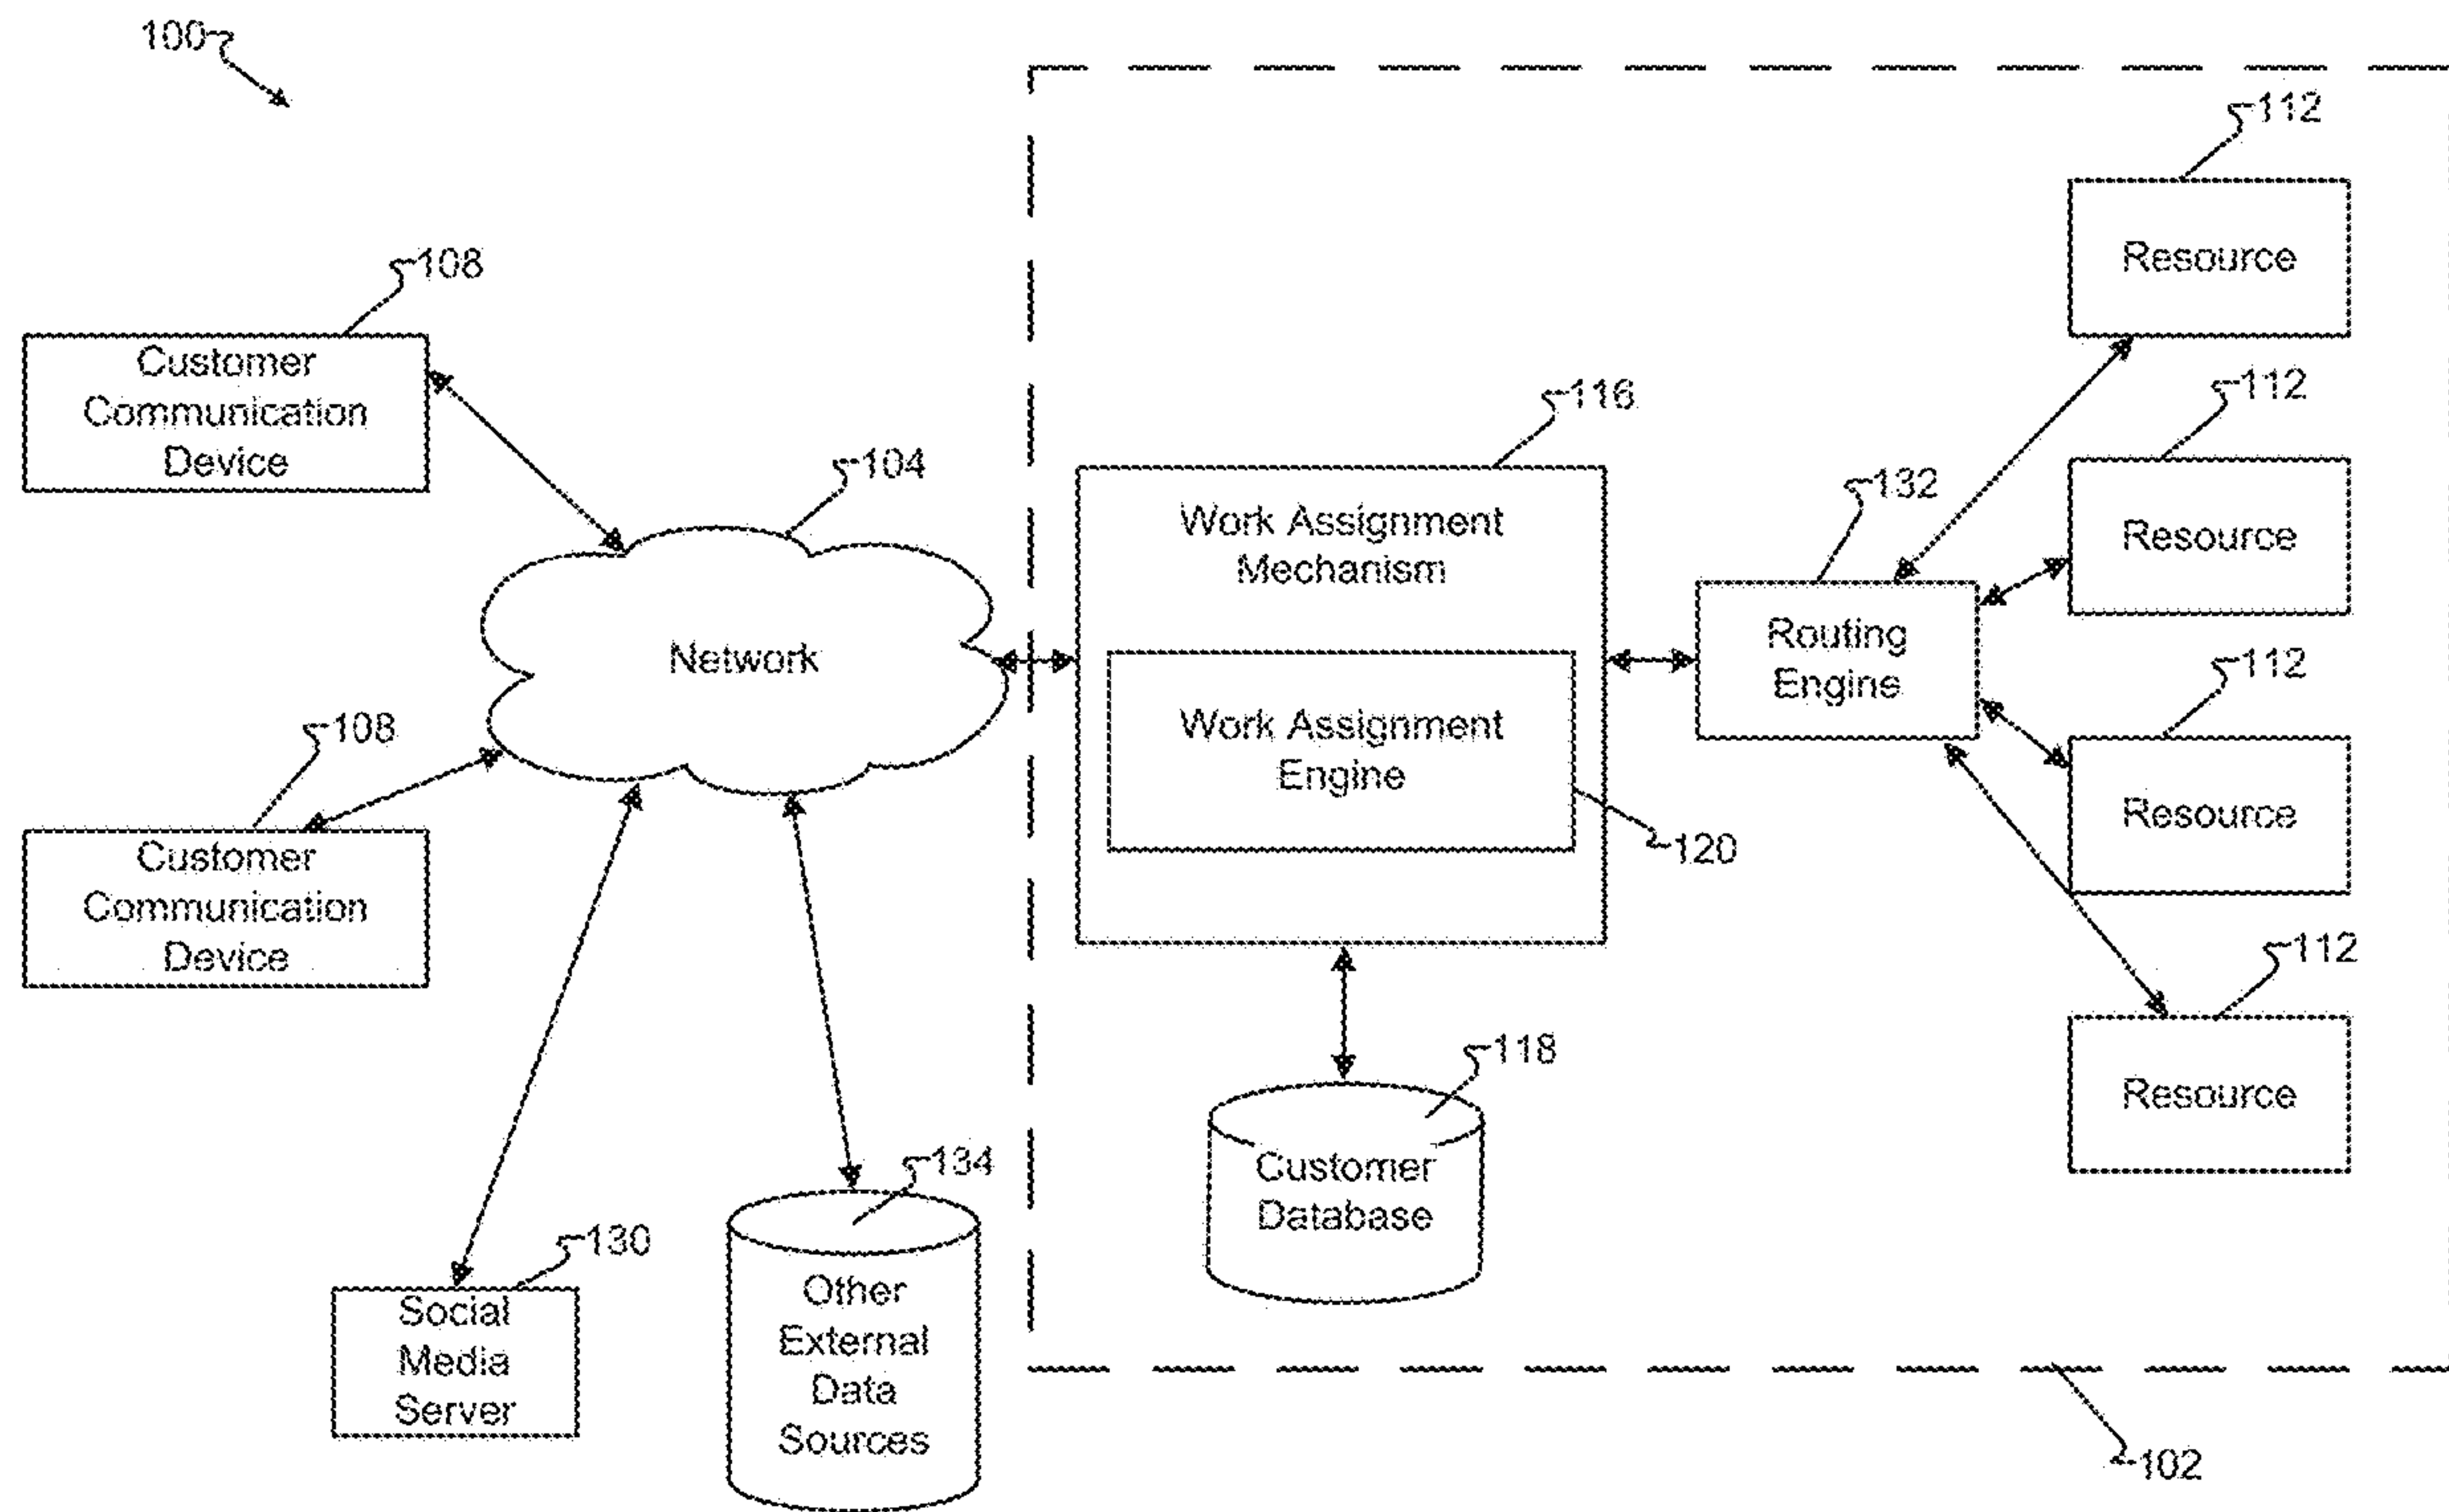 100
112
Resource
108
Customer
Communication
Device
112
116
104
Work Assignment
Mechanism
132
Resource
Network
Routing
Engine
112
108
Work Assignment
Engine
Resource
120
Customer
Communication
Device
112
118
Resource
Customer
Database
134
130
Other
External
Data
Sources
Social
Media
Server
102